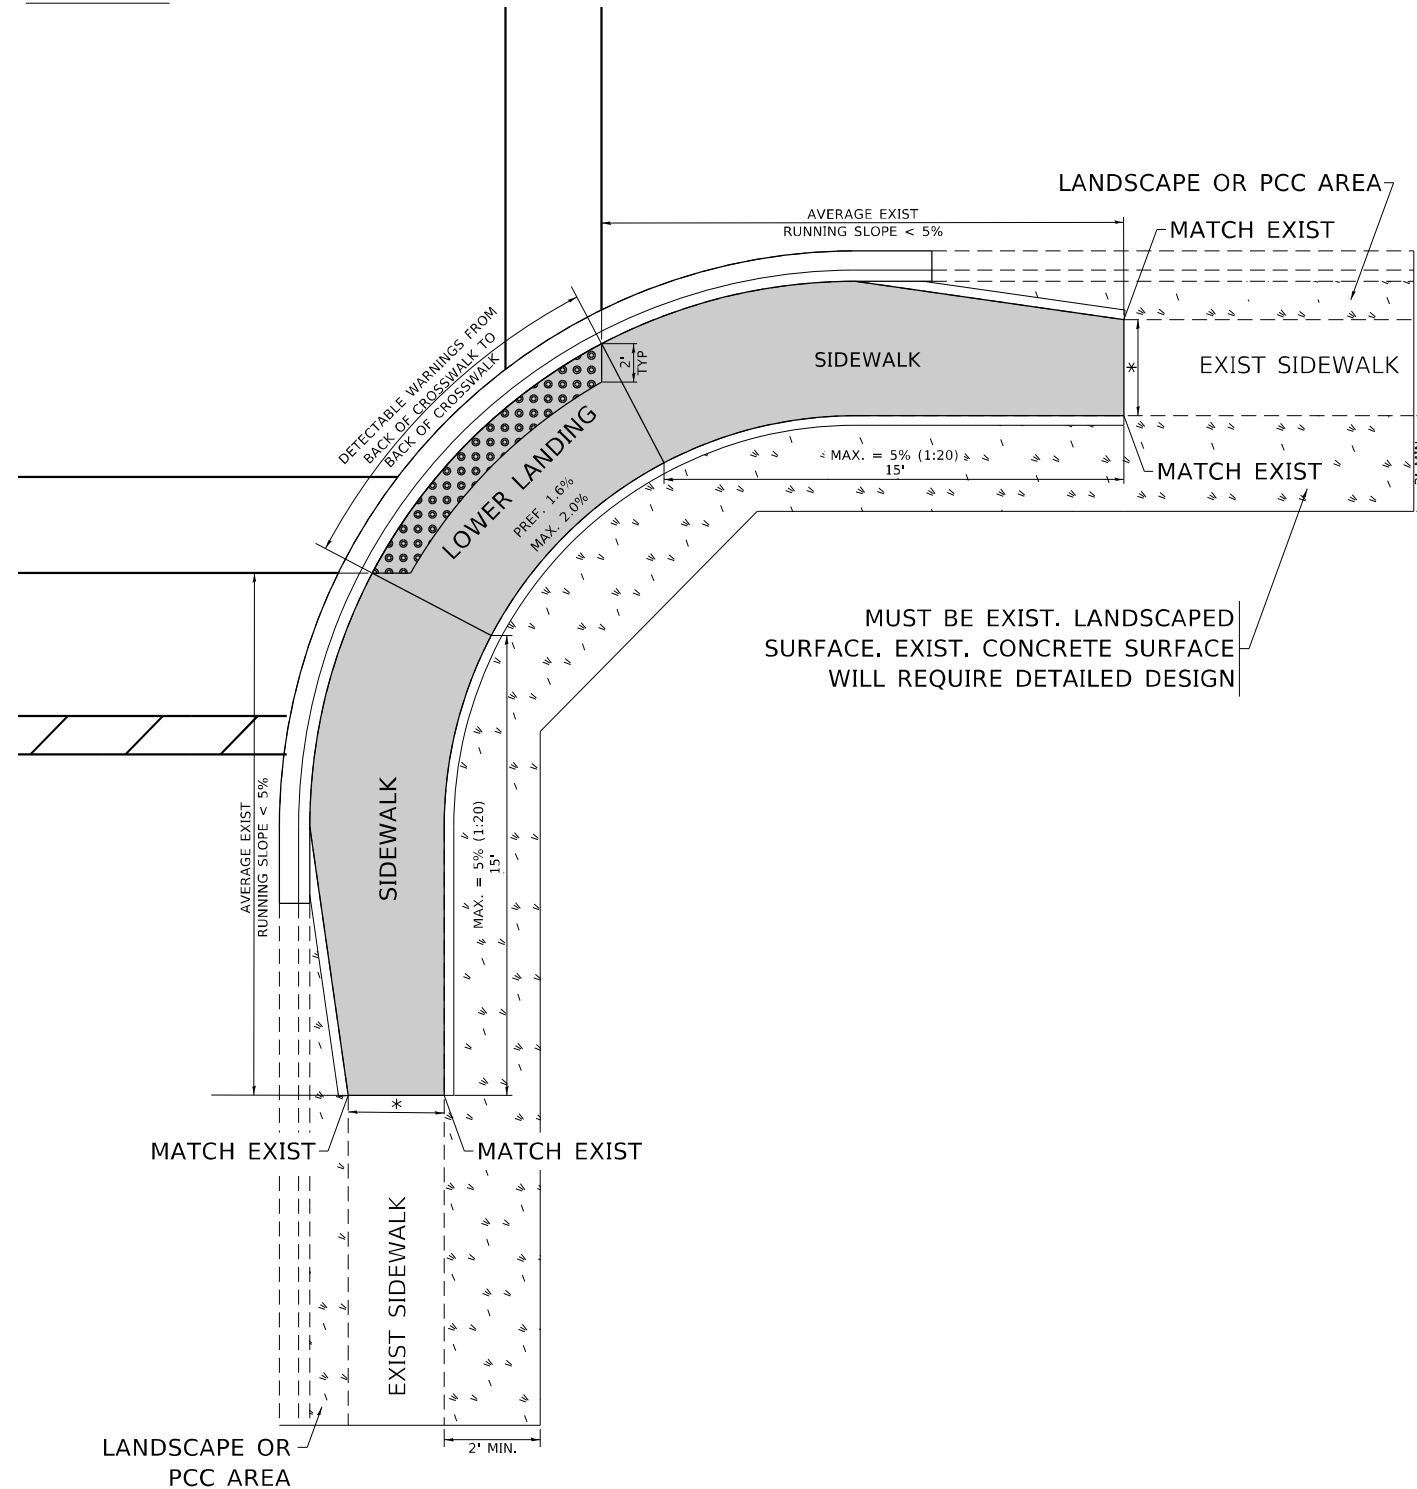 LANDSCAPE OR PCC AREA
AVERAGE EXIST
RUNNING SLOPE < 5%
MATCH EXIST
DETECTABLE WARNINGS FROM
BACK OF CROSSWALK TO
BACK OF CROSSWALK
2'
TYP
SIDEWALK
*
EXIST SIDEWALK
LOWER LANDING
PREF. 1.6%
MAX. 2.0%
MAX. = 5% (1:20)
15'
MATCH EXIST
MUST BE EXIST. LANDSCAPED
SURFACE. EXIST. CONCRETE SURFACE
WILL REQUIRE DETAILED DESIGN
AVERAGE EXIST
RUNNING SLOPE < 5%
SIDEWALK
MAX. = 5% (1:20)
15'
*
MATCH EXIST
MATCH EXIST
EXIST SIDEWALK
LANDSCAPE OR
PCC AREA
2' MIN.